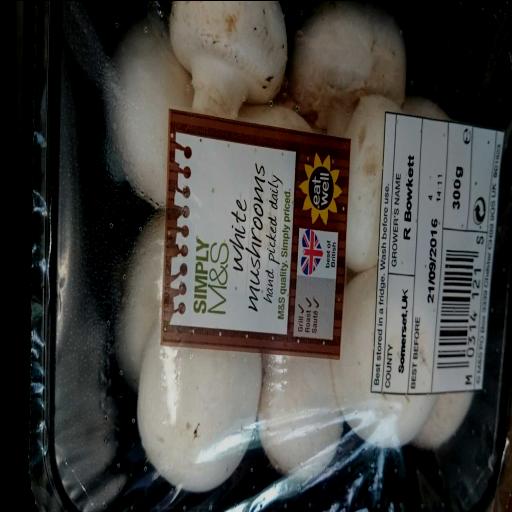 SIMPLY
M&S
white
mushrooms
hand picked daily
M&S quality. Simply priced.
eat
well
best of
British
Grill ✓
Roast ✓
Sauté ✓
Best stored in a fridge. Wash before use.
COUNTY
GROWER'S NAME
Somerset,UK
R Bowkett
BEST BEFORE
21/09/2016
4
14:11
300g e
M 0314 121 S